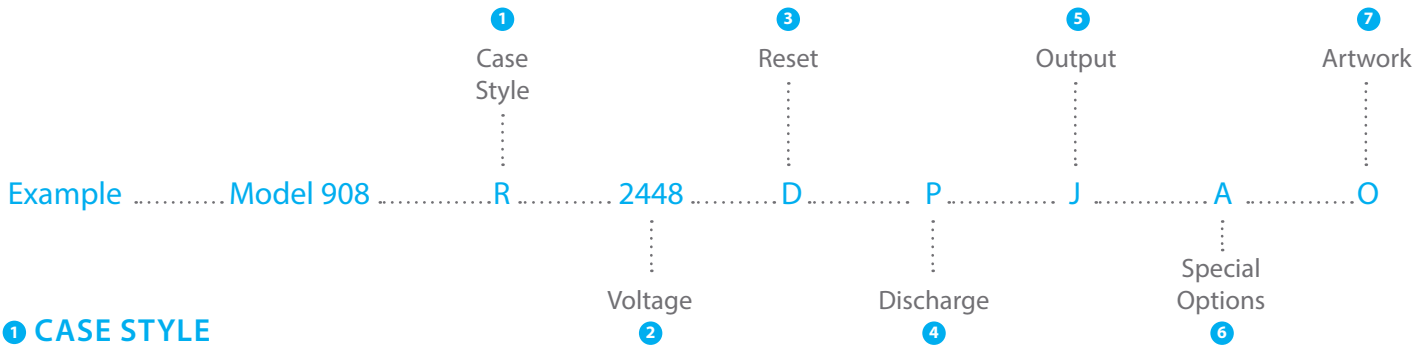 1 3 5 7
Case Reset Output Artwork
Style
Example Model 908 R 2448 D P J A O
Special
Voltage Discharge Options
1 CASE STYLE 2 4 6